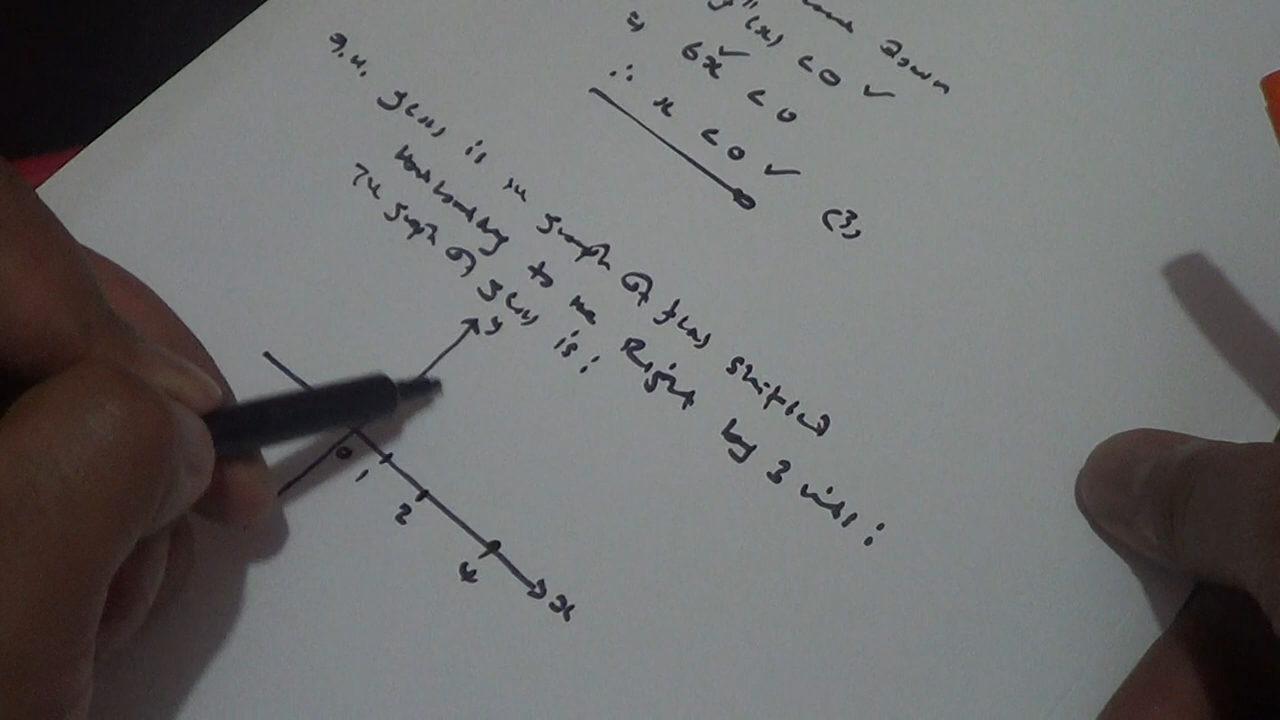 Down
f''(x) < 0 ✓
⇒ 6x < 0
∴ x < 0 ✓ (3)
9.4. g(x) is the graph of f(x) shifted
horizontally to the Right by 3 units:
The graph of g(x) is:
y
0
1
2
4
x